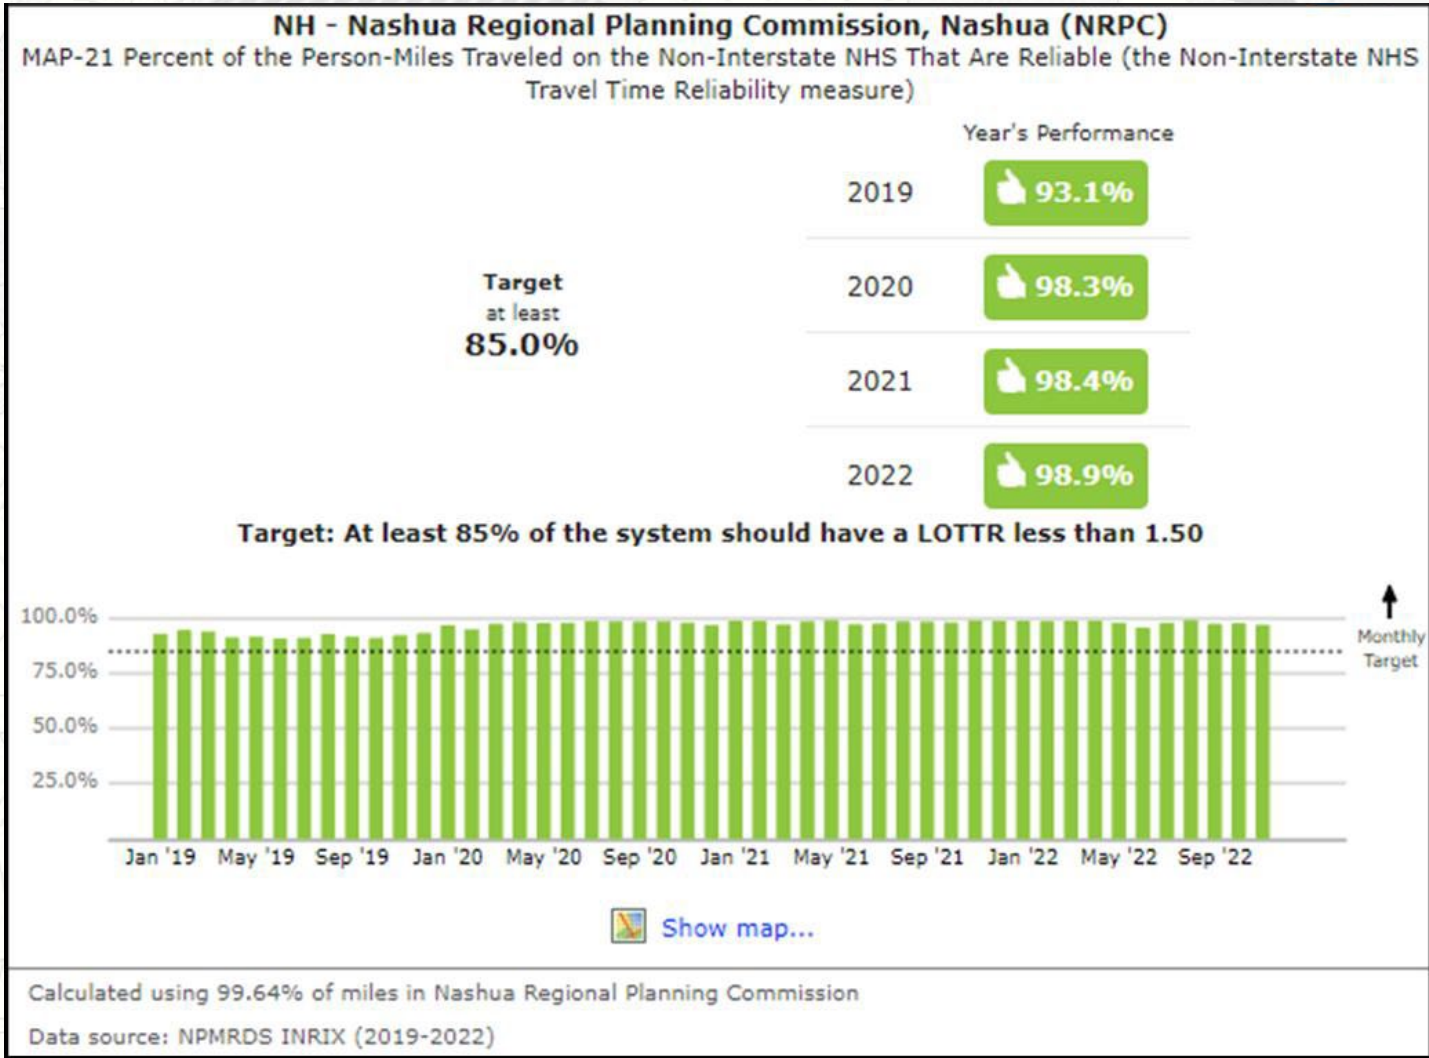 NH - Nashua Regional Planning Commission, Nashua (NRPC)
MAP-21 Percent of the Person-Miles Traveled on the Non-Interstate NHS That Are Reliable (the Non-Interstate NHS
Travel Time Reliability measure)
Year's Performance
2019 93.1%
Target
at least
85.0%
2020 98.3%
2021 98.4%
2022 98.9%
Target: At least 85% of the system should have a LOTTR less than 1.50
100.0%
75.0%
50.0%
25.0%
Monthly
Target
Jan '19 May '19 Sep '19 Jan '20 May '20 Sep '20 Jan '21 May '21 Sep '21 Jan '22 May '22 Sep '22
Show map...
Calculated using 99.64% of miles in Nashua Regional Planning Commission
Data source: NPMRDS INRIX (2019-2022)